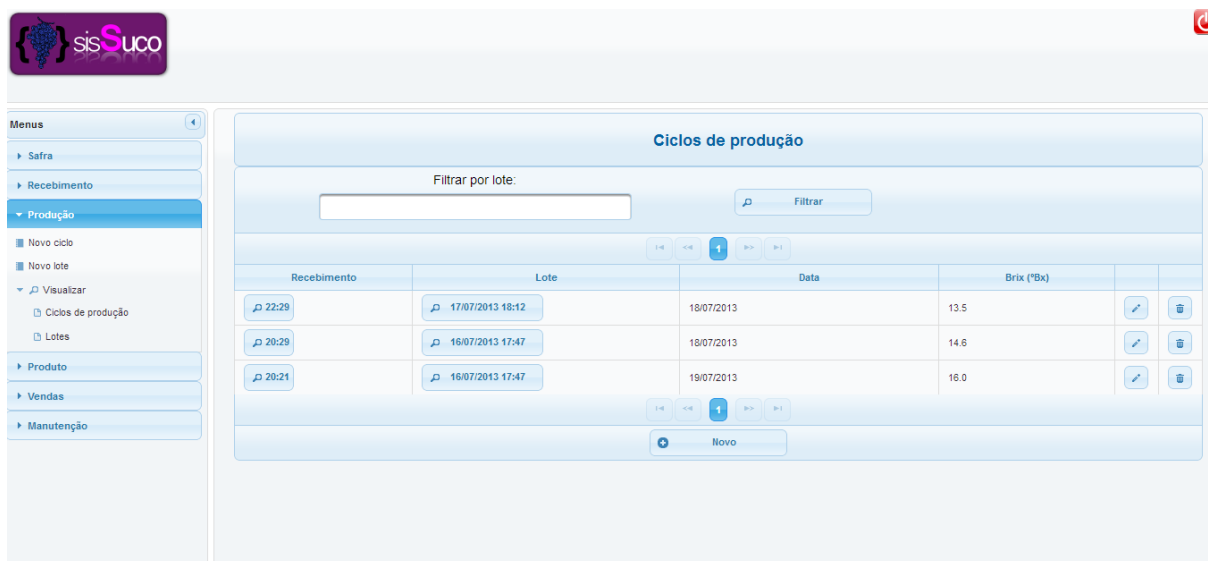 { } sisSuco
Menus
Safra
Recebimento
Produção
Novo ciclo
Novo lote
Visualizar
Ciclos de produção
Lotes
Produto
Vendas
Manutenção
Ciclos de produção
Filtrar por lote:
Filtrar
1
Recebimento Lote Data Brix (ºBx)
22:29 17/07/2013 18:12 18/07/2013 13.5
20:29 16/07/2013 17:47 18/07/2013 14.6
20:21 16/07/2013 17:47 19/07/2013 16.0
1
Novo